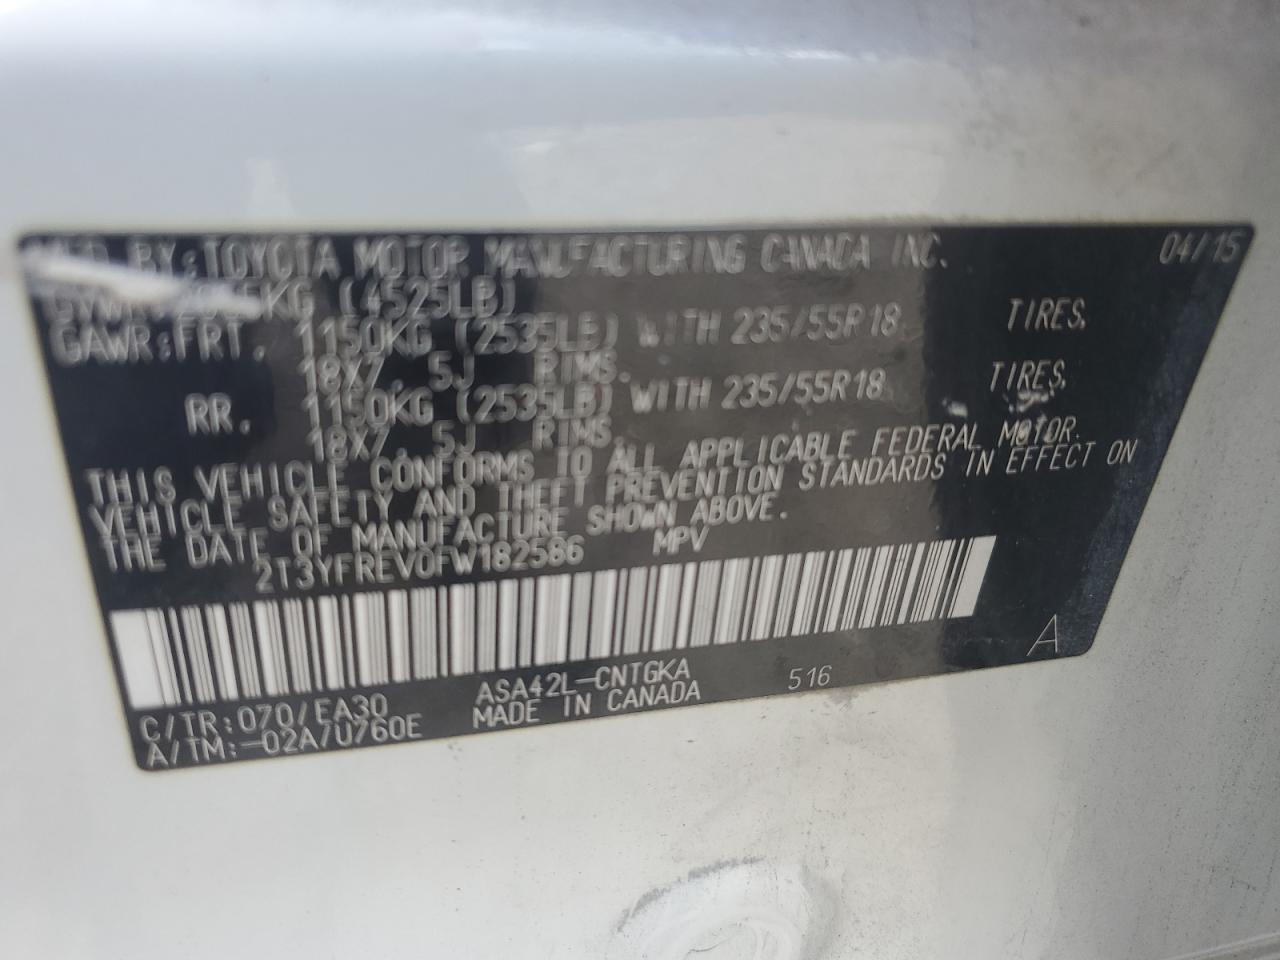 MFD BY: TOYOTA MOTOR MANUFACTURING CANADA INC. 04/15
(4525LB)
GAWR: FRT. 1150KG (2535LB) WITH 235/55R18 TIRES,
18X7.5J RIMS.
RR. 1150KG (2535LB) WITH 235/55R18 TIRES,
18X7.5J RIMS.
THIS VEHICLE CONFORMS TO ALL APPLICABLE FEDERAL MOTOR
VEHICLE SAFETY AND THEFT PREVENTION STANDARDS IN EFFECT ON
THE DATE OF MANUFACTURE SHOWN ABOVE.
2T3YFREV0FW182586 MPV
A
C/TR: 070/EA30 ASA42L-CNTGKA 516
A/TM: -02A/U760E MADE IN CANADA